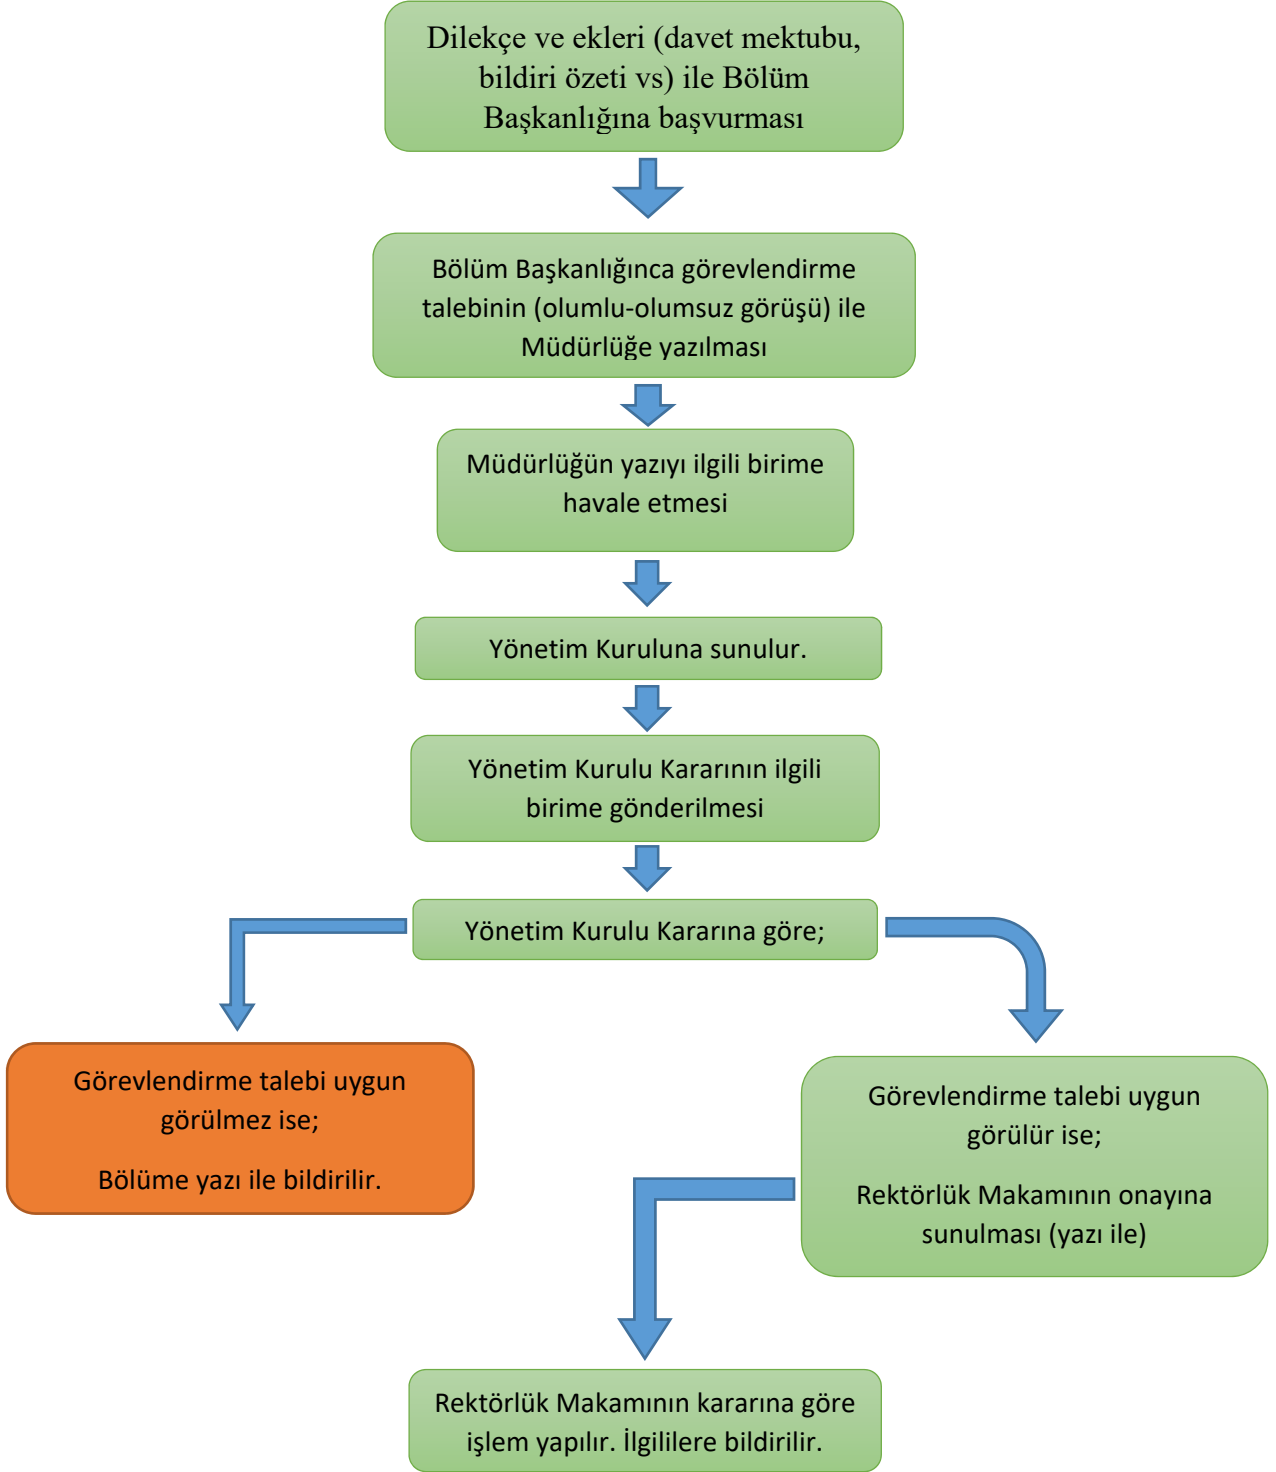 Dilekçe ve ekleri (davet mektubu,
bildiri özeti vs) ile Bölüm
Başkanlığına başvurması
Bölüm Başkanlığınca görevlendirme
talebinin (olumlu-olumsuz görüşü) ile
Müdürlüğe yazılması
Müdürlüğün yazıyı ilgili birime
havale etmesi
Yönetim Kuruluna sunulur.
Yönetim Kurulu Kararının ilgili
birime gönderilmesi
Yönetim Kurulu Kararına göre;
Görevlendirme talebi uygun
görülmez ise;
Bölüme yazı ile bildirilir.
Görevlendirme talebi uygun
görülür ise;
Rektörlük Makamının onayına
sunulması (yazı ile)
Rektörlük Makamının kararına göre
işlem yapılır. İlgililere bildirilir.